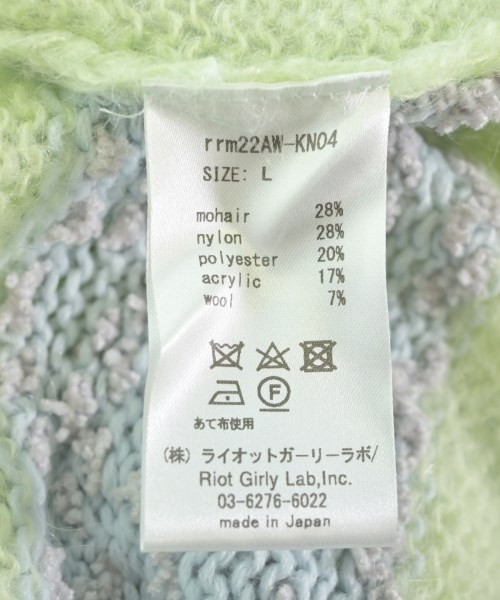 rrm22AW-KN04
SIZE: L
mohair 28%
nylon 28%
polyester 20%
acrylic 17%
wool 7%
F
あて布使用
(株) ライオットガーリーラボ/
Riot Girly Lab,Inc.
03-6276-6022
made in Japan